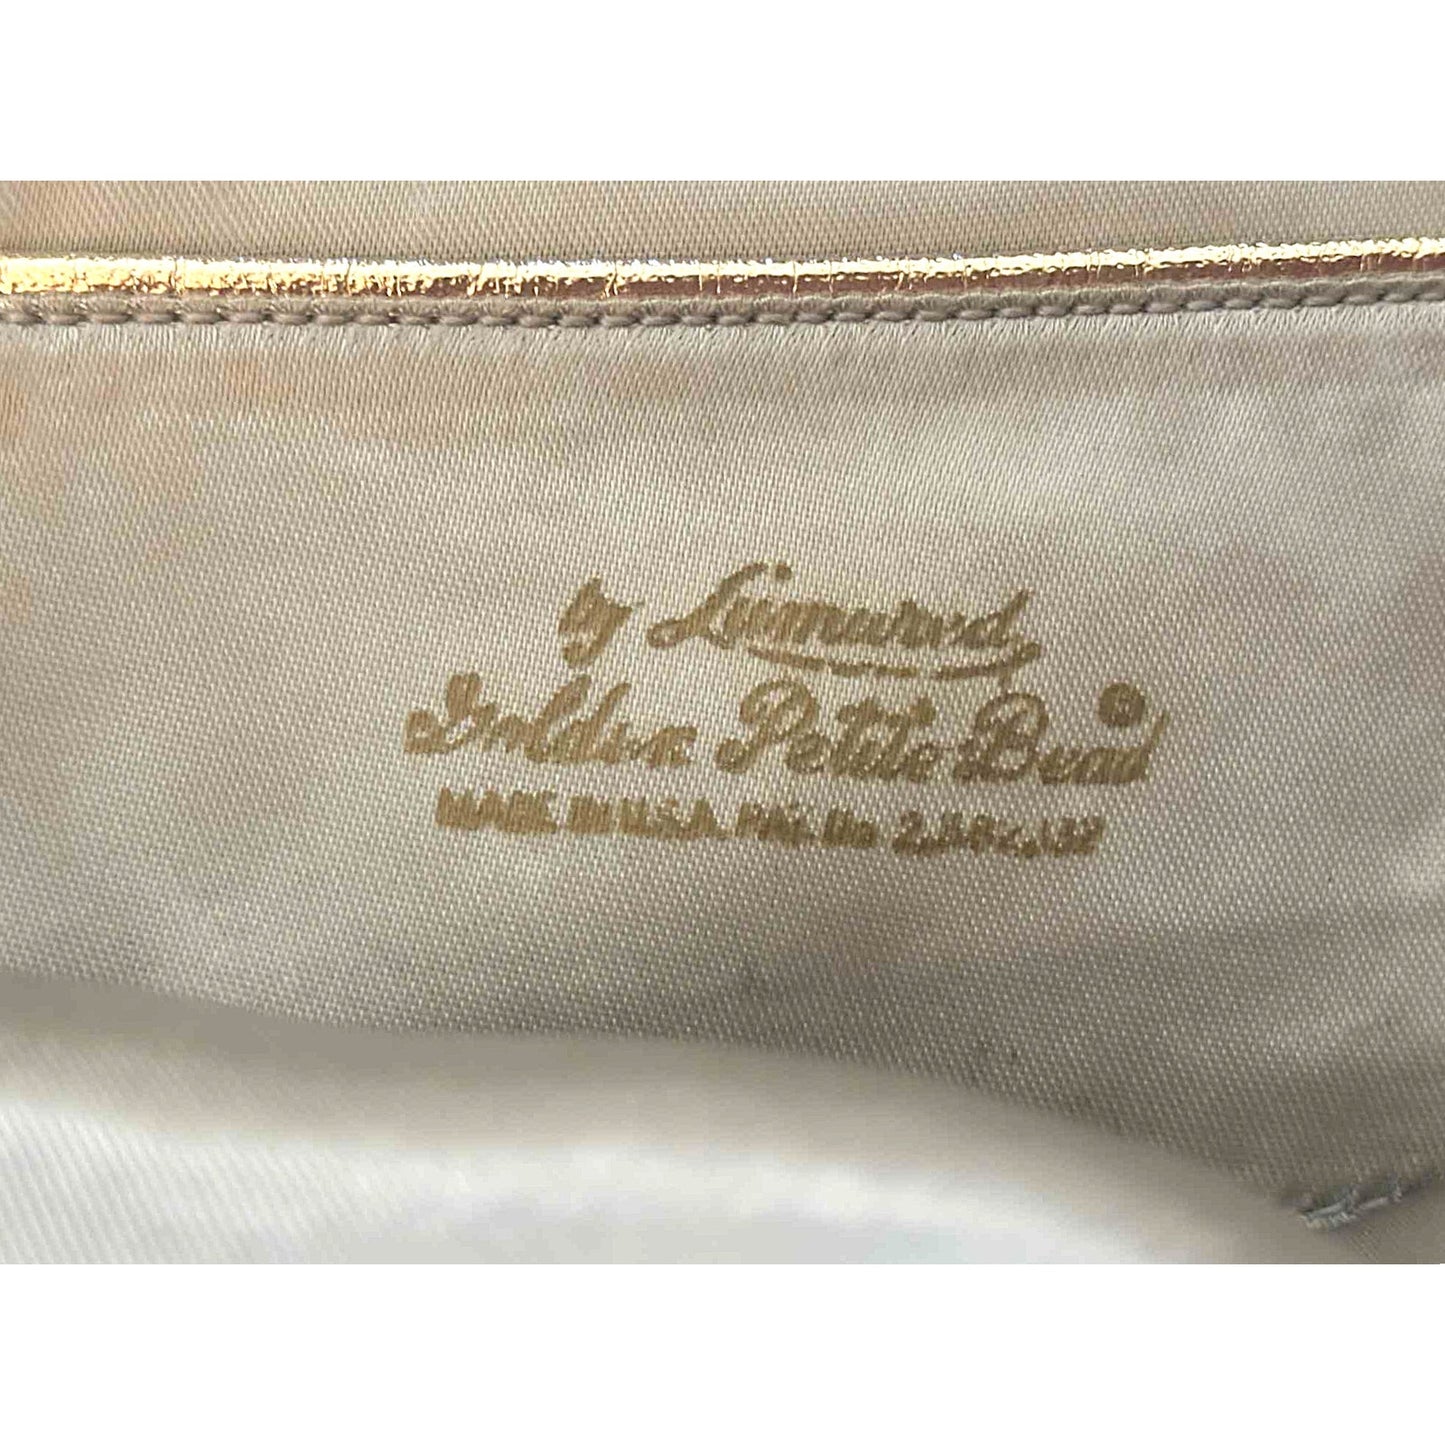 by Lumured
Golden Petite Bead ®
MADE IN U.S.A. PAT. No